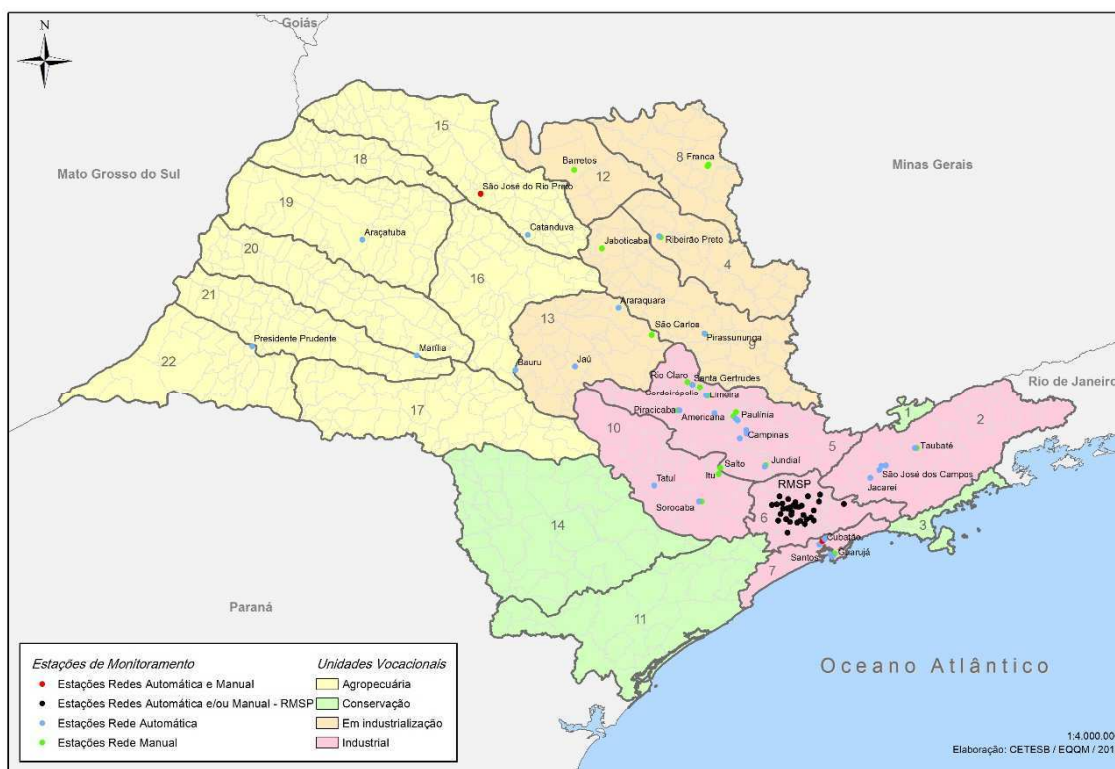 N
Goiás
Mato Grosso do Sul
Minas Gerais
15
8
Franca
18
Barretos
12
São José do Rio Preto
19
Catanduva
Jaboticabal
Ribeirão Preto
Araçatuba
20
16
4
21
Araraquara
13
São Carlos
Pirassununga
9
Presidente Prudente
Marília
22
Bauru
Jaú
Rio Claro
Santa Gertrudes
Rio de Janeiro
Cordeirópolis
Limeira
17
Piracicaba
Americana
Paulínia
1
2
10
Campinas
5
Taubaté
Salto
Jundiaí
São José dos Campos
Itu
Jacareí
Tatuí
RMSP
14
Sorocaba
6
3
Cubatão
Santos
Guarujá
7
Paraná
11
Oceano Atlântico
Estações de Monitoramento
Estações Redes Automática e Manual
Estações Redes Automática e/ou Manual - RMSP
Estações Rede Automática
Estações Rede Manual
Unidades Vocacionais
Agropecuária
Conservação
Em industrialização
Industrial
1:4.000.00
Elaboração: CETESB / EQQM / 201